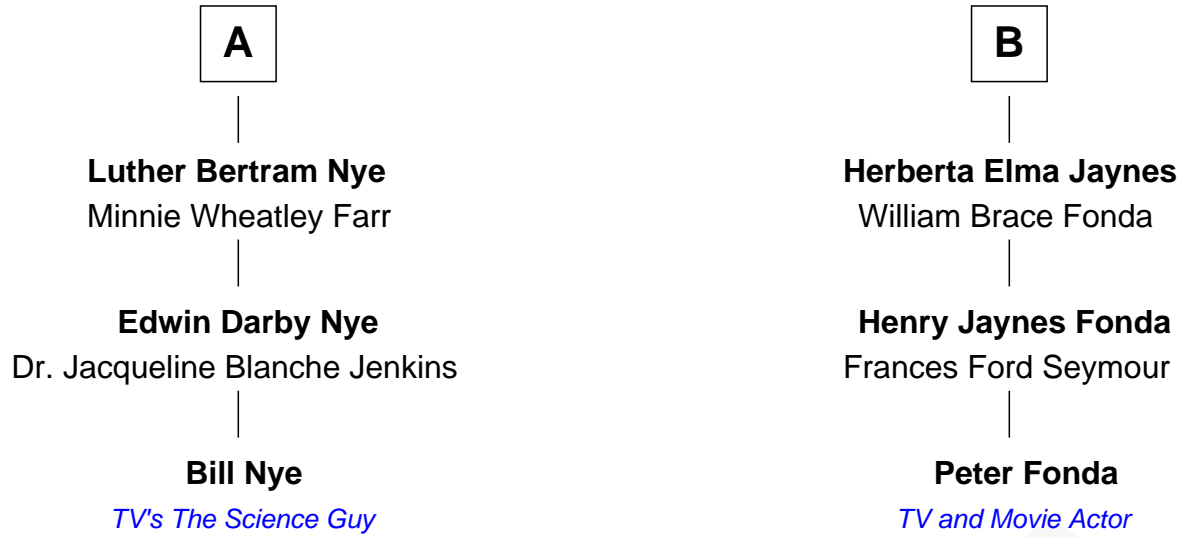 A
Luther Bertram Nye
Minnie Wheatley Farr
Edwin Darby Nye
Dr. Jacqueline Blanche Jenkins
Bill Nye
TV's The Science Guy
B
Herberta Elma Jaynes
William Brace Fonda
Henry Jaynes Fonda
Frances Ford Seymour
Peter Fonda
TV and Movie Actor